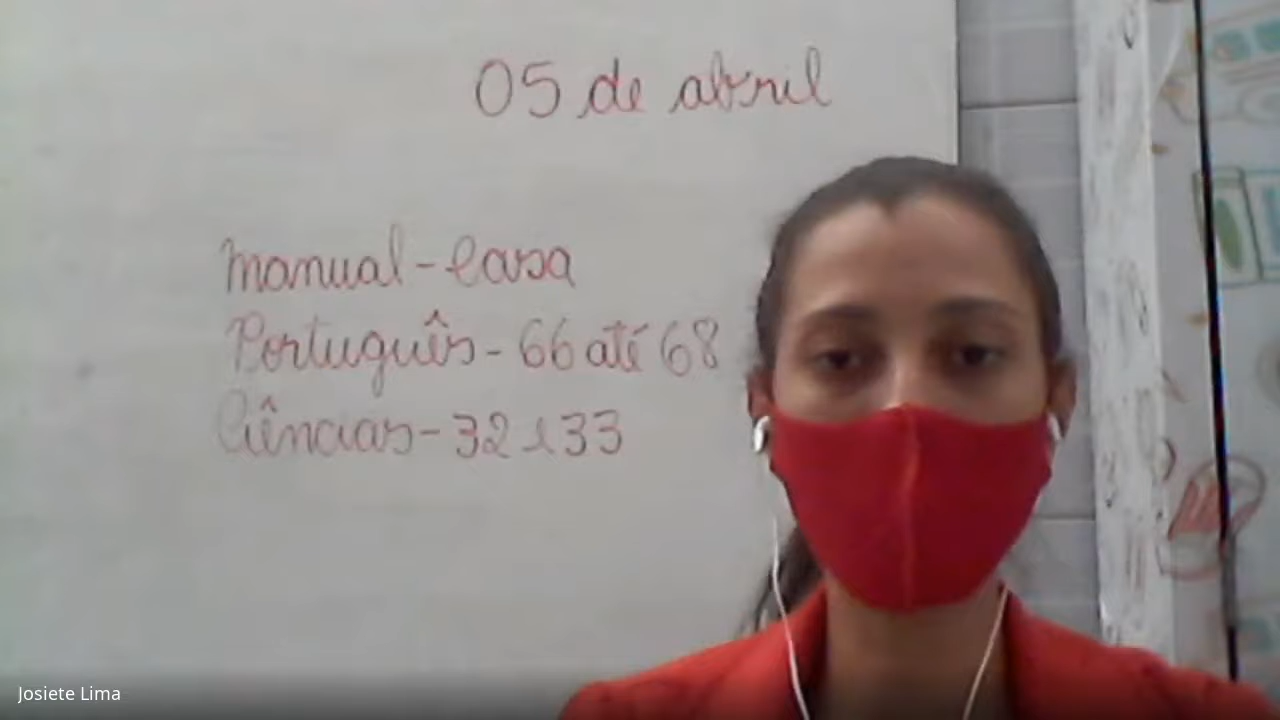 05 de abril
Manual - Casa
Português - 66 até 68
Ciências - 32 e 33
Josiete Lima